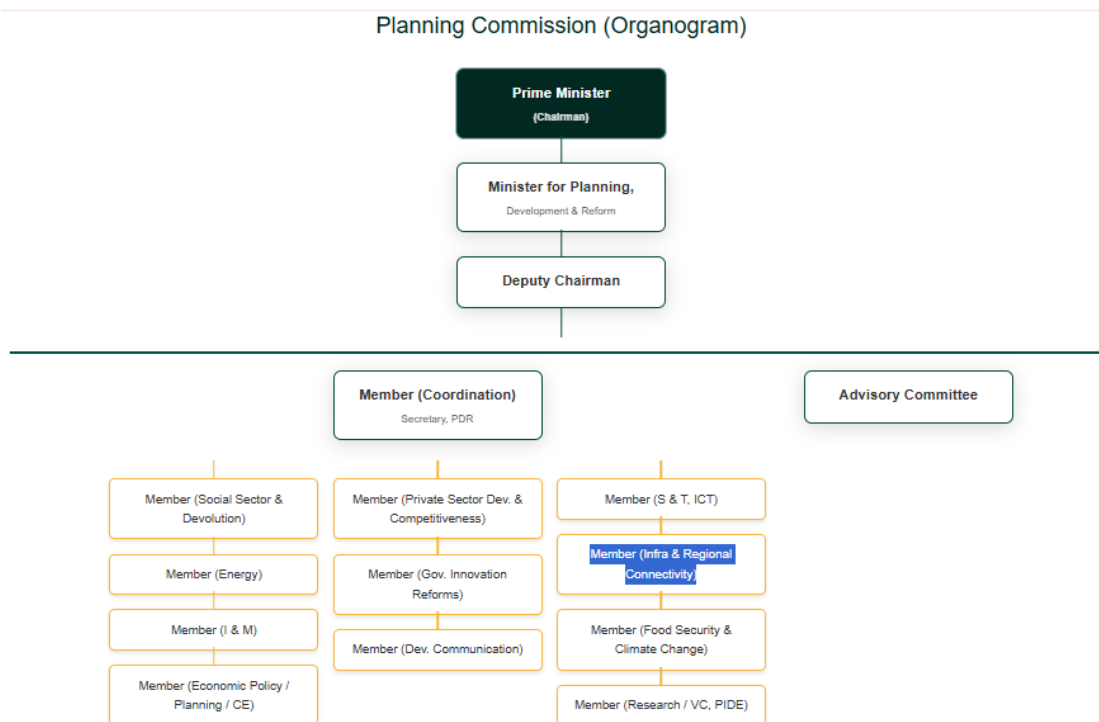 Planning Commission (Organogram)
Prime Minister
(Chairman)
Minister for Planning,
Development & Reform
Deputy Chairman
Member (Coordination)
Secretary, PDR
Advisory Committee
Member (Social Sector &
Devolution)
Member (Energy)
Member (I & M)
Member (Economic Policy /
Planning / CE)
Member (Private Sector Dev. &
Competitiveness)
Member (Gov. Innovation
Reforms)
Member (Dev. Communication)
Member (S & T, ICT)
Member (Infra & Regional
Connectivity)
Member (Food Security &
Climate Change)
Member (Research / VC, PIDE)